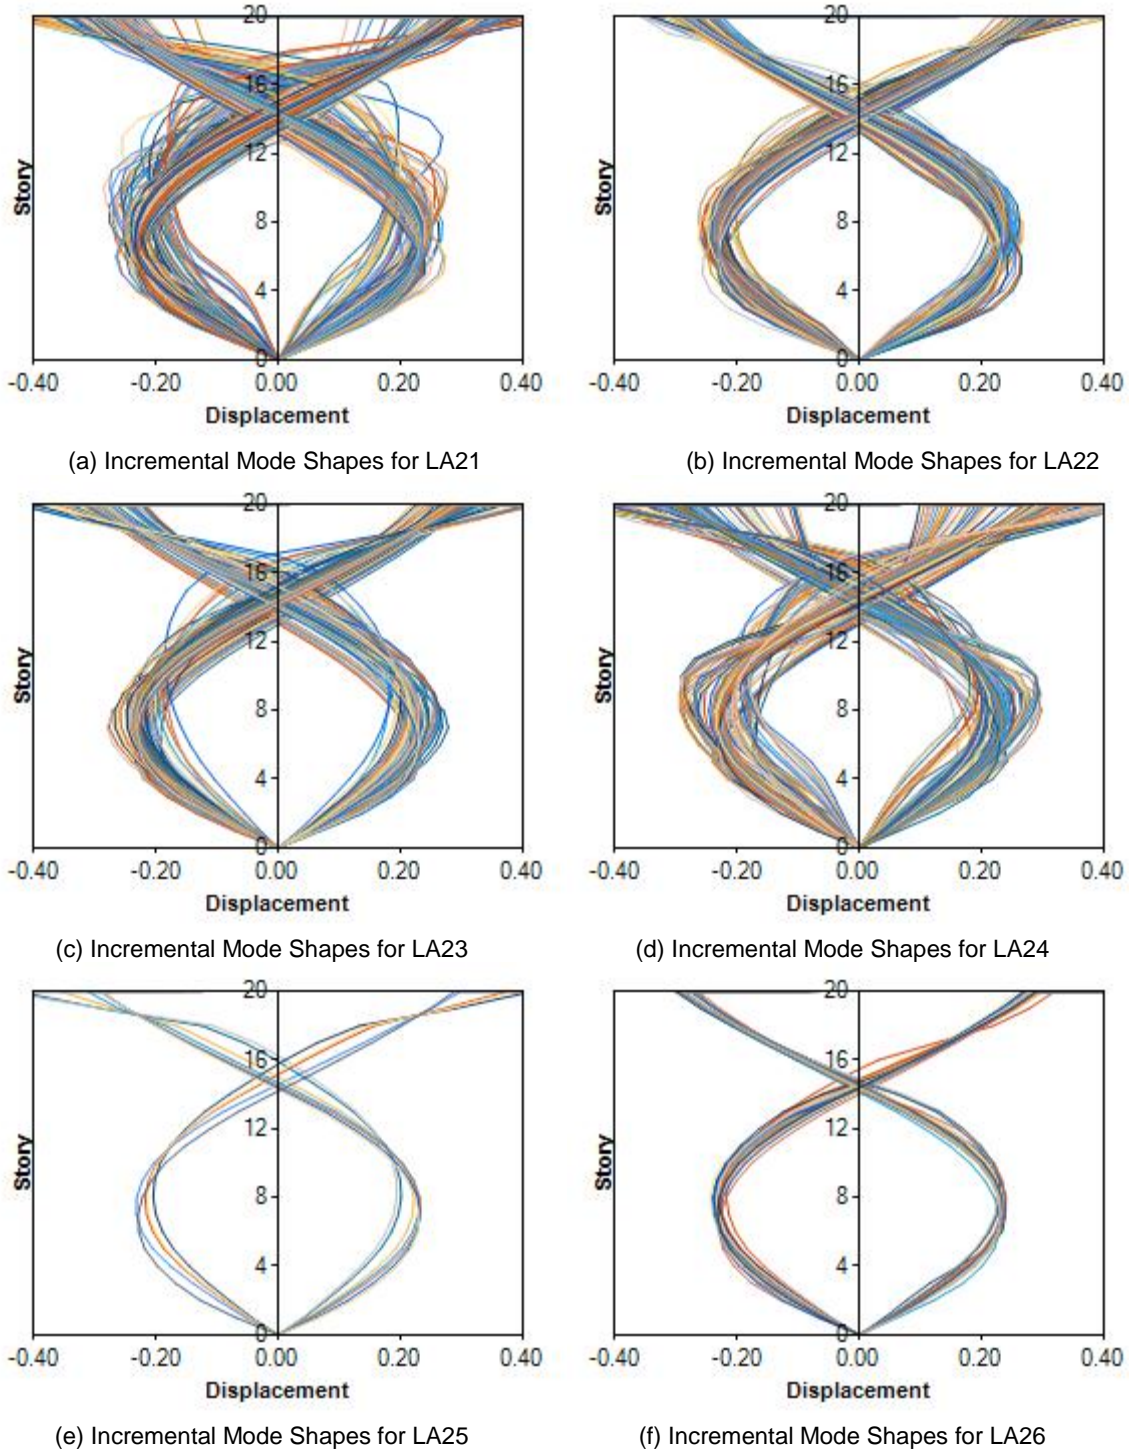 20
20
16
16
12
12
Story
Story
8
8
4
4
0
0
-0.40 -0.20 0.00 0.20 0.40
-0.40 -0.20 0.00 0.20 0.40
Displacement
Displacement
(a) Incremental Mode Shapes for LA21
(b) Incremental Mode Shapes for LA22
20
20
16
16
12
12
Story
Story
8
8
4
4
0
0
-0.40 -0.20 0.00 0.20 0.40
-0.40 -0.20 0.00 0.20 0.40
Displacement
Displacement
(c) Incremental Mode Shapes for LA23
(d) Incremental Mode Shapes for LA24
20
20
16
16
12
12
Story
Story
8
8
4
4
0
0
-0.40 -0.20 0.00 0.20 0.40
-0.40 -0.20 0.00 0.20 0.40
Displacement
Displacement
(e) Incremental Mode Shapes for LA25
(f) Incremental Mode Shapes for LA26